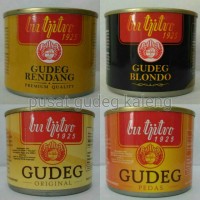 Bu Tjitro
1925
GUDEG
RENDANG
PREMIUM QUALITY
Bu Tjitro
1925
GUDEG
BLONDO
pusat gudeg kaleng
Bu Tjitro
1925
GUDEG
ORIGINAL
Bu Tjitro
1925
GUDEG
PEDAS